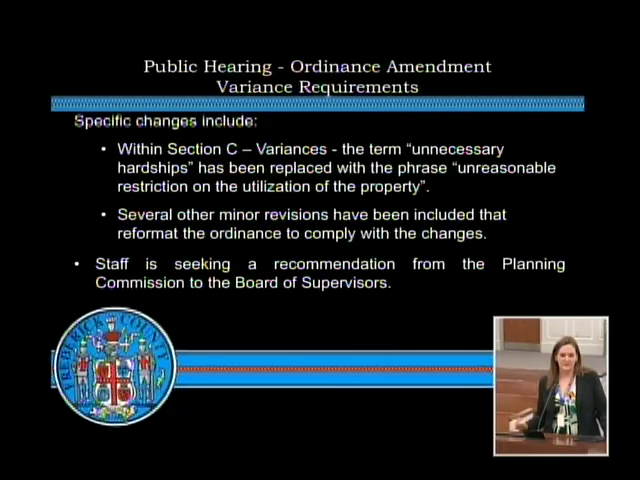 Public Hearing - Ordinance Amendment
Variance Requirements
Specific changes include:
• Within Section C – Variances - the term “unnecessary
hardships” has been replaced with the phrase “unreasonable
restriction on the utilization of the property”.
• Several other minor revisions have been included that
reformat the ordinance to comply with the changes.
• Staff is seeking a recommendation from the Planning
Commission to the Board of Supervisors.
FREDERICK COUNTY